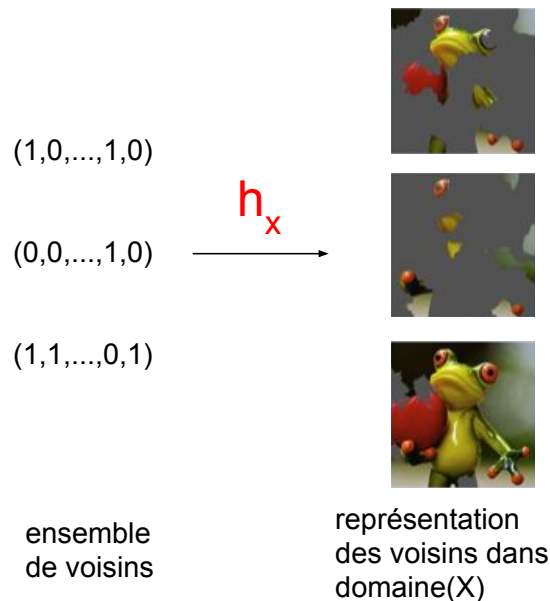 (1,0,...,1,0)
h_x
(0,0,...,1,0)
(1,1,...,0,1)
ensemble
de voisins
représentation
des voisins dans
domaine(X)